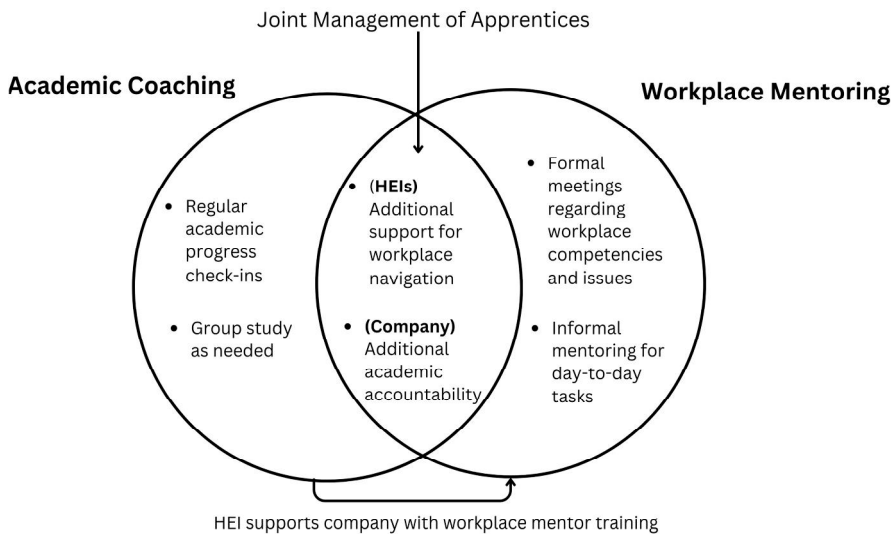 Joint Management of Apprentices
Academic Coaching
Workplace Mentoring
• Regular
academic
progress
check-ins
• Group study
as needed
• (HEIs)
Additional
support for
workplace
navigation
• (Company)
Additional
academic
accountability
• Formal
meetings
regarding
workplace
competencies
and issues
• Informal
mentoring for
day-to-day
tasks
HEI supports company with workplace mentor training